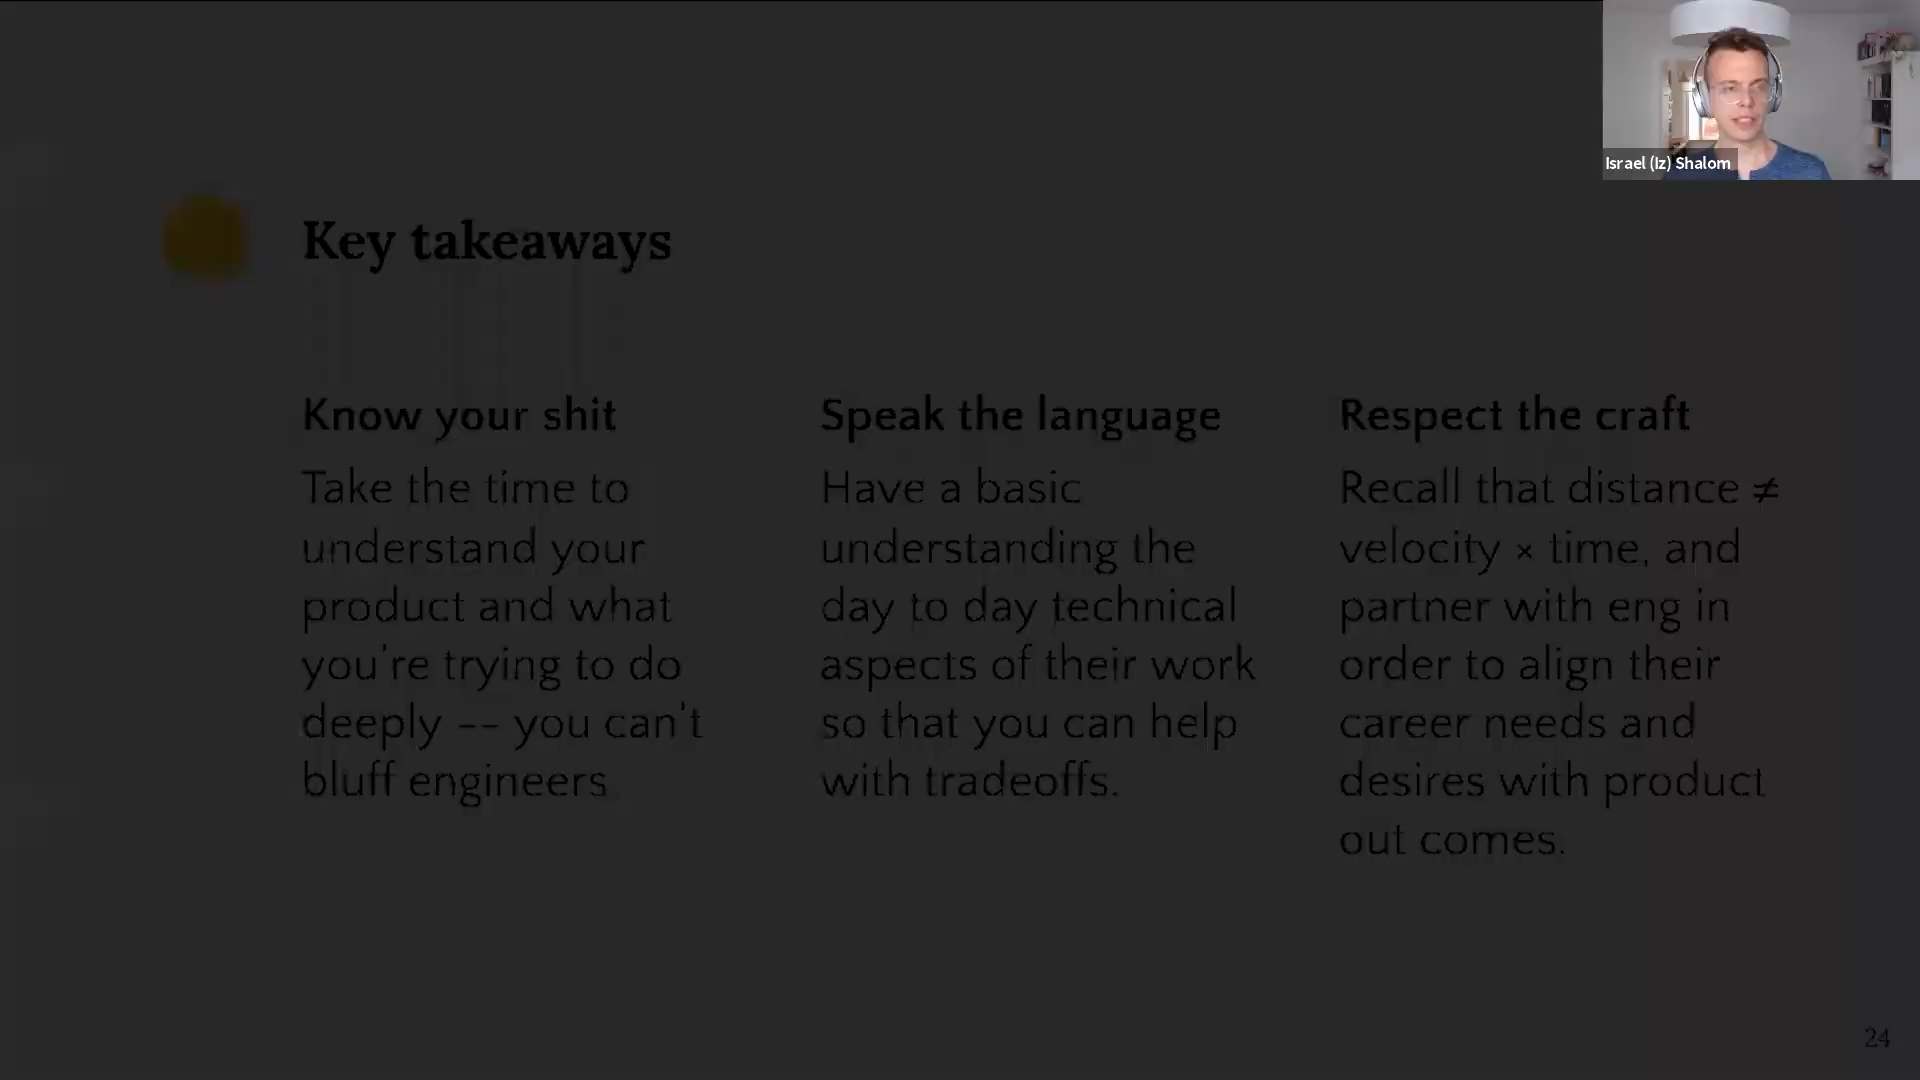 Israel (Iz) Shalom
Key takeaways
Know your shit
Take the time to
understand your
product and what
you're trying to do
deeply -- you can't
bluff engineers
Speak the language
Have a basic
understanding the
day to day technical
aspects of their work
so that you can help
with tradeoffs.
Respect the craft
Recall that distance ≠
velocity × time, and
partner with eng in
order to align their
career needs and
desires with product
out comes.
24